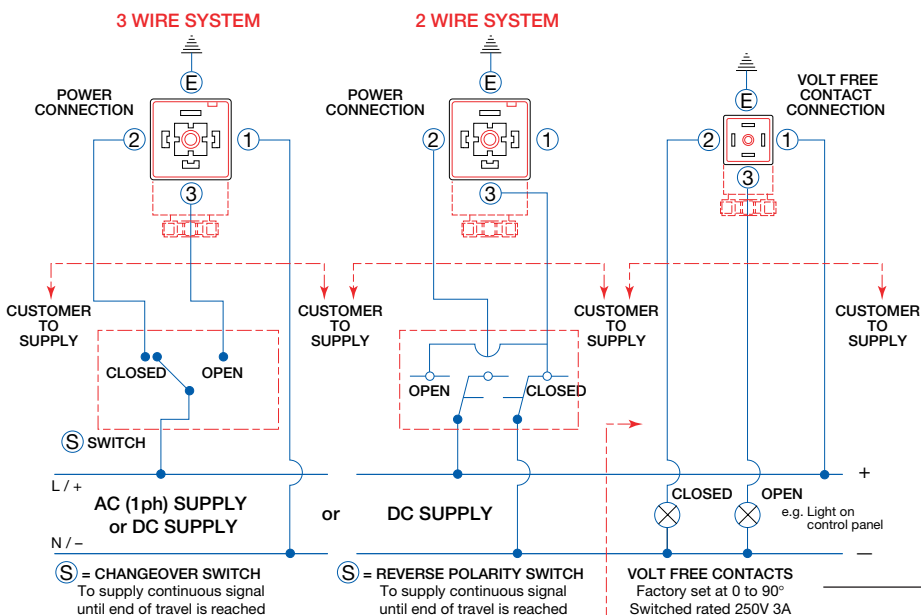 3 WIRE SYSTEM
2 WIRE SYSTEM
E
E
E
POWER
CONNECTION
POWER
CONNECTION
VOLT FREE
CONTACT
CONNECTION
2
1
2
1
2
1
3
3
3
CUSTOMER
TO
SUPPLY
CUSTOMER
TO
SUPPLY
CUSTOMER
TO
SUPPLY
CUSTOMER
TO
SUPPLY
CLOSED
OPEN
OPEN
CLOSED
S SWITCH
L / +
+
AC (1ph) SUPPLY
or DC SUPPLY
or
DC SUPPLY
CLOSED
OPEN
e.g. Light on
control panel
N / –
–
S = CHANGEOVER SWITCH
To supply continuous signal
until end of travel is reached
S = REVERSE POLARITY SWITCH
To supply continuous signal
until end of travel is reached
VOLT FREE CONTACTS
Factory set at 0 to 90°
Switched rated 250V 3A